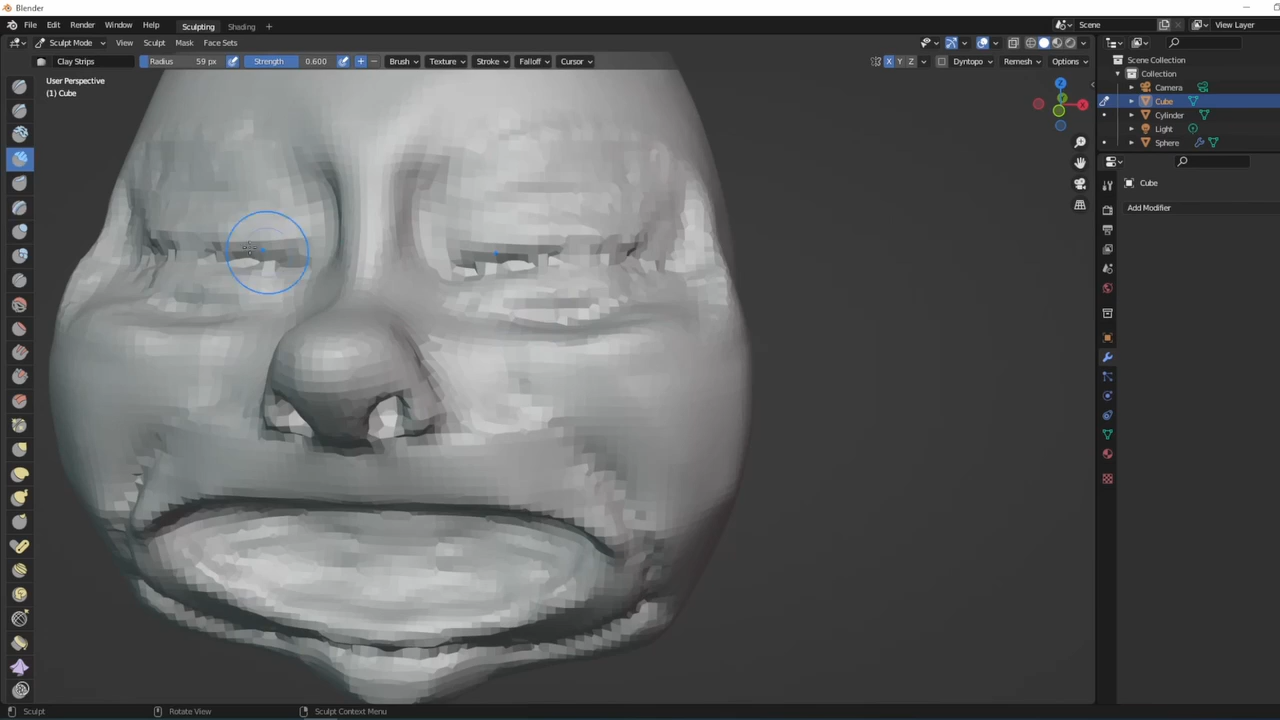 Blender
File Edit Render Window Help Sculpting Shading + Scene View Layer
Sculpt Mode View Sculpt Mask Face Sets
Clay Strips Radius 59 px Strength 0.600 + − Brush Texture Stroke Falloff Cursor X Y Z Dyntopo Remesh Options
User Perspective
(1) Cube
Scene Collection
Collection
Camera
Cube
Cylinder
Light
Sphere
Cube
Add Modifier
Z
X
Sculpt Rotate View Sculpt Context Menu